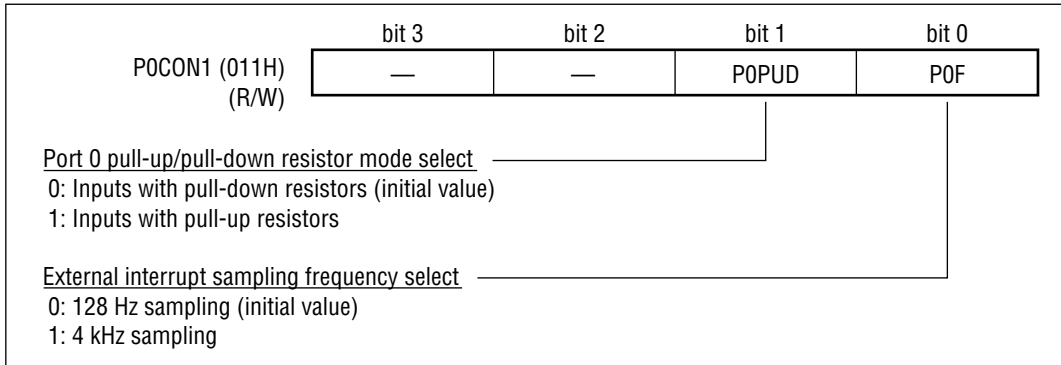 bit 3 bit 2 bit 1 bit 0
P0CON1 (011H) — — P0PUD P0F
(R/W)
Port 0 pull-up/pull-down resistor mode select
0: Inputs with pull-down resistors (initial value)
1: Inputs with pull-up resistors
External interrupt sampling frequency select
0: 128 Hz sampling (initial value)
1: 4 kHz sampling